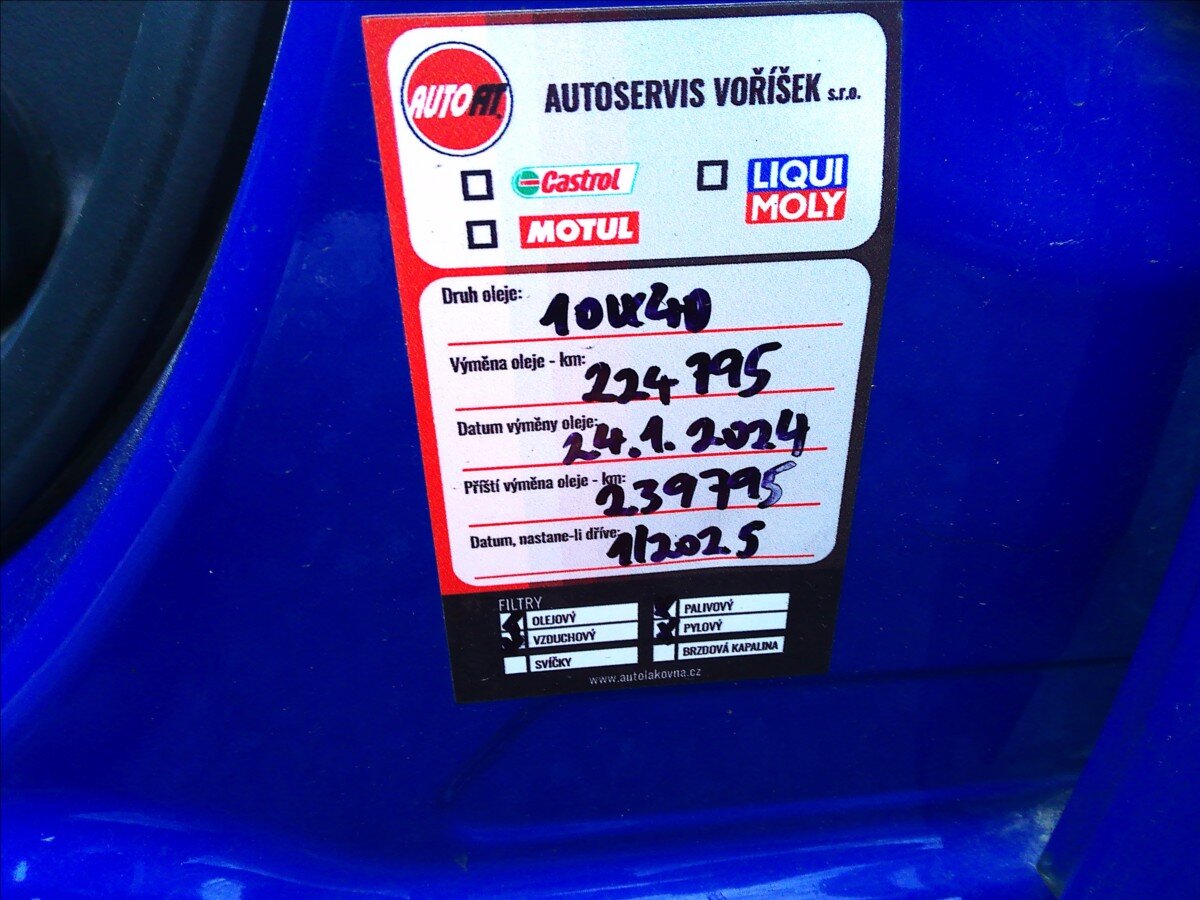 AUTO AT
AUTOSERVIS VOŘÍŠEK s.r.o.
Castrol
LIQUI MOLY
MOTUL
Druh oleje: 10W40
Výměna oleje - km: 224795
Datum výměny oleje: 24.1.2024
Příští výměna oleje - km: 239795
Datum, nastane-li dříve: 1/2025
FILTRY
OLEJOVÝ
VZDUCHOVÝ
SVÍČKY
PALIVOVÝ
PYLOVÝ
BRZDOVÁ KAPALINA
www.autolakovna.cz